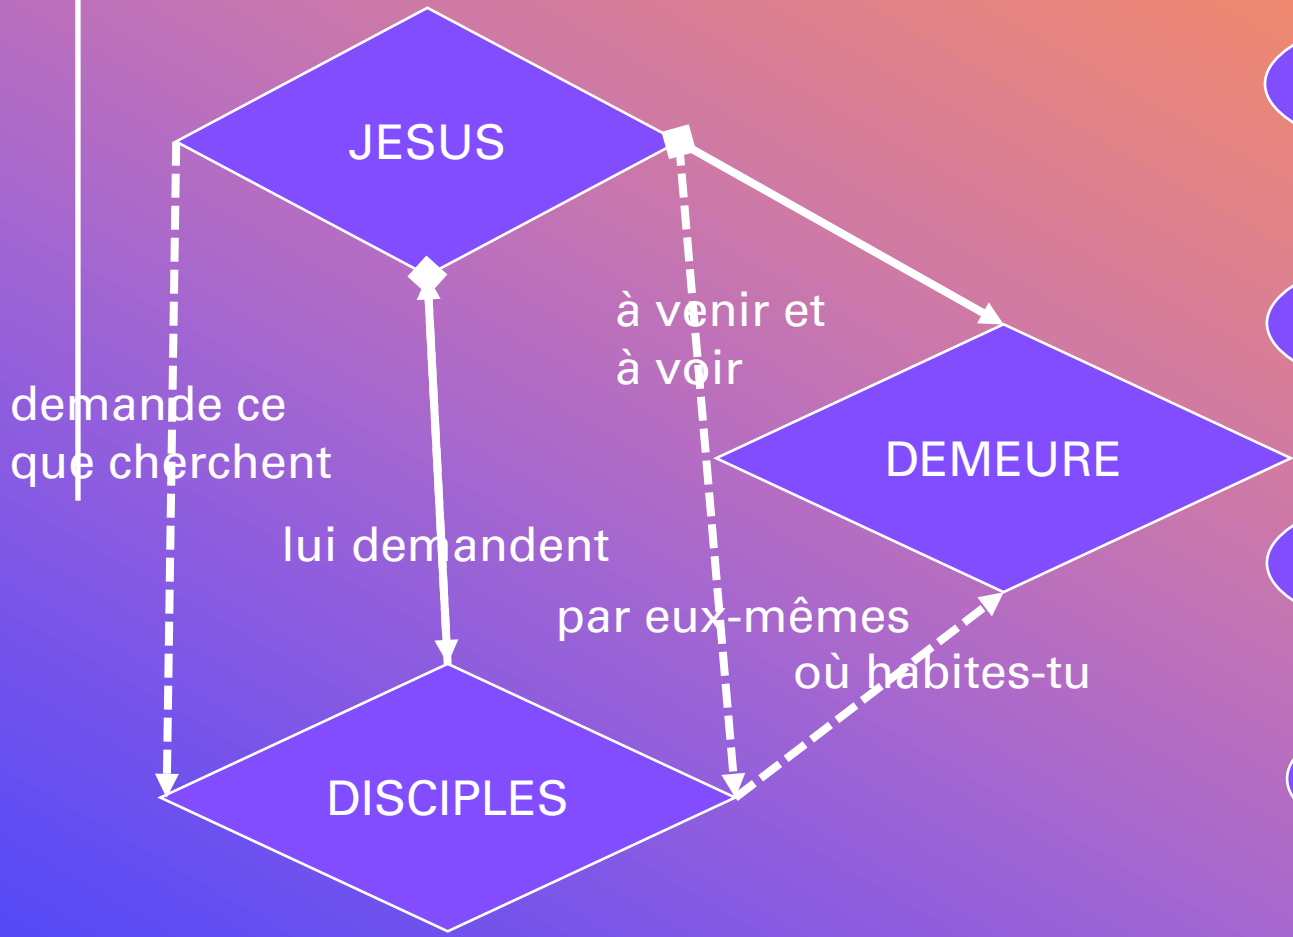 JESUS
à venir et
à voir
demande ce
que cherchent
DEMEURE
lui demandent
par eux-mêmes
où habites-tu
DISCIPLES